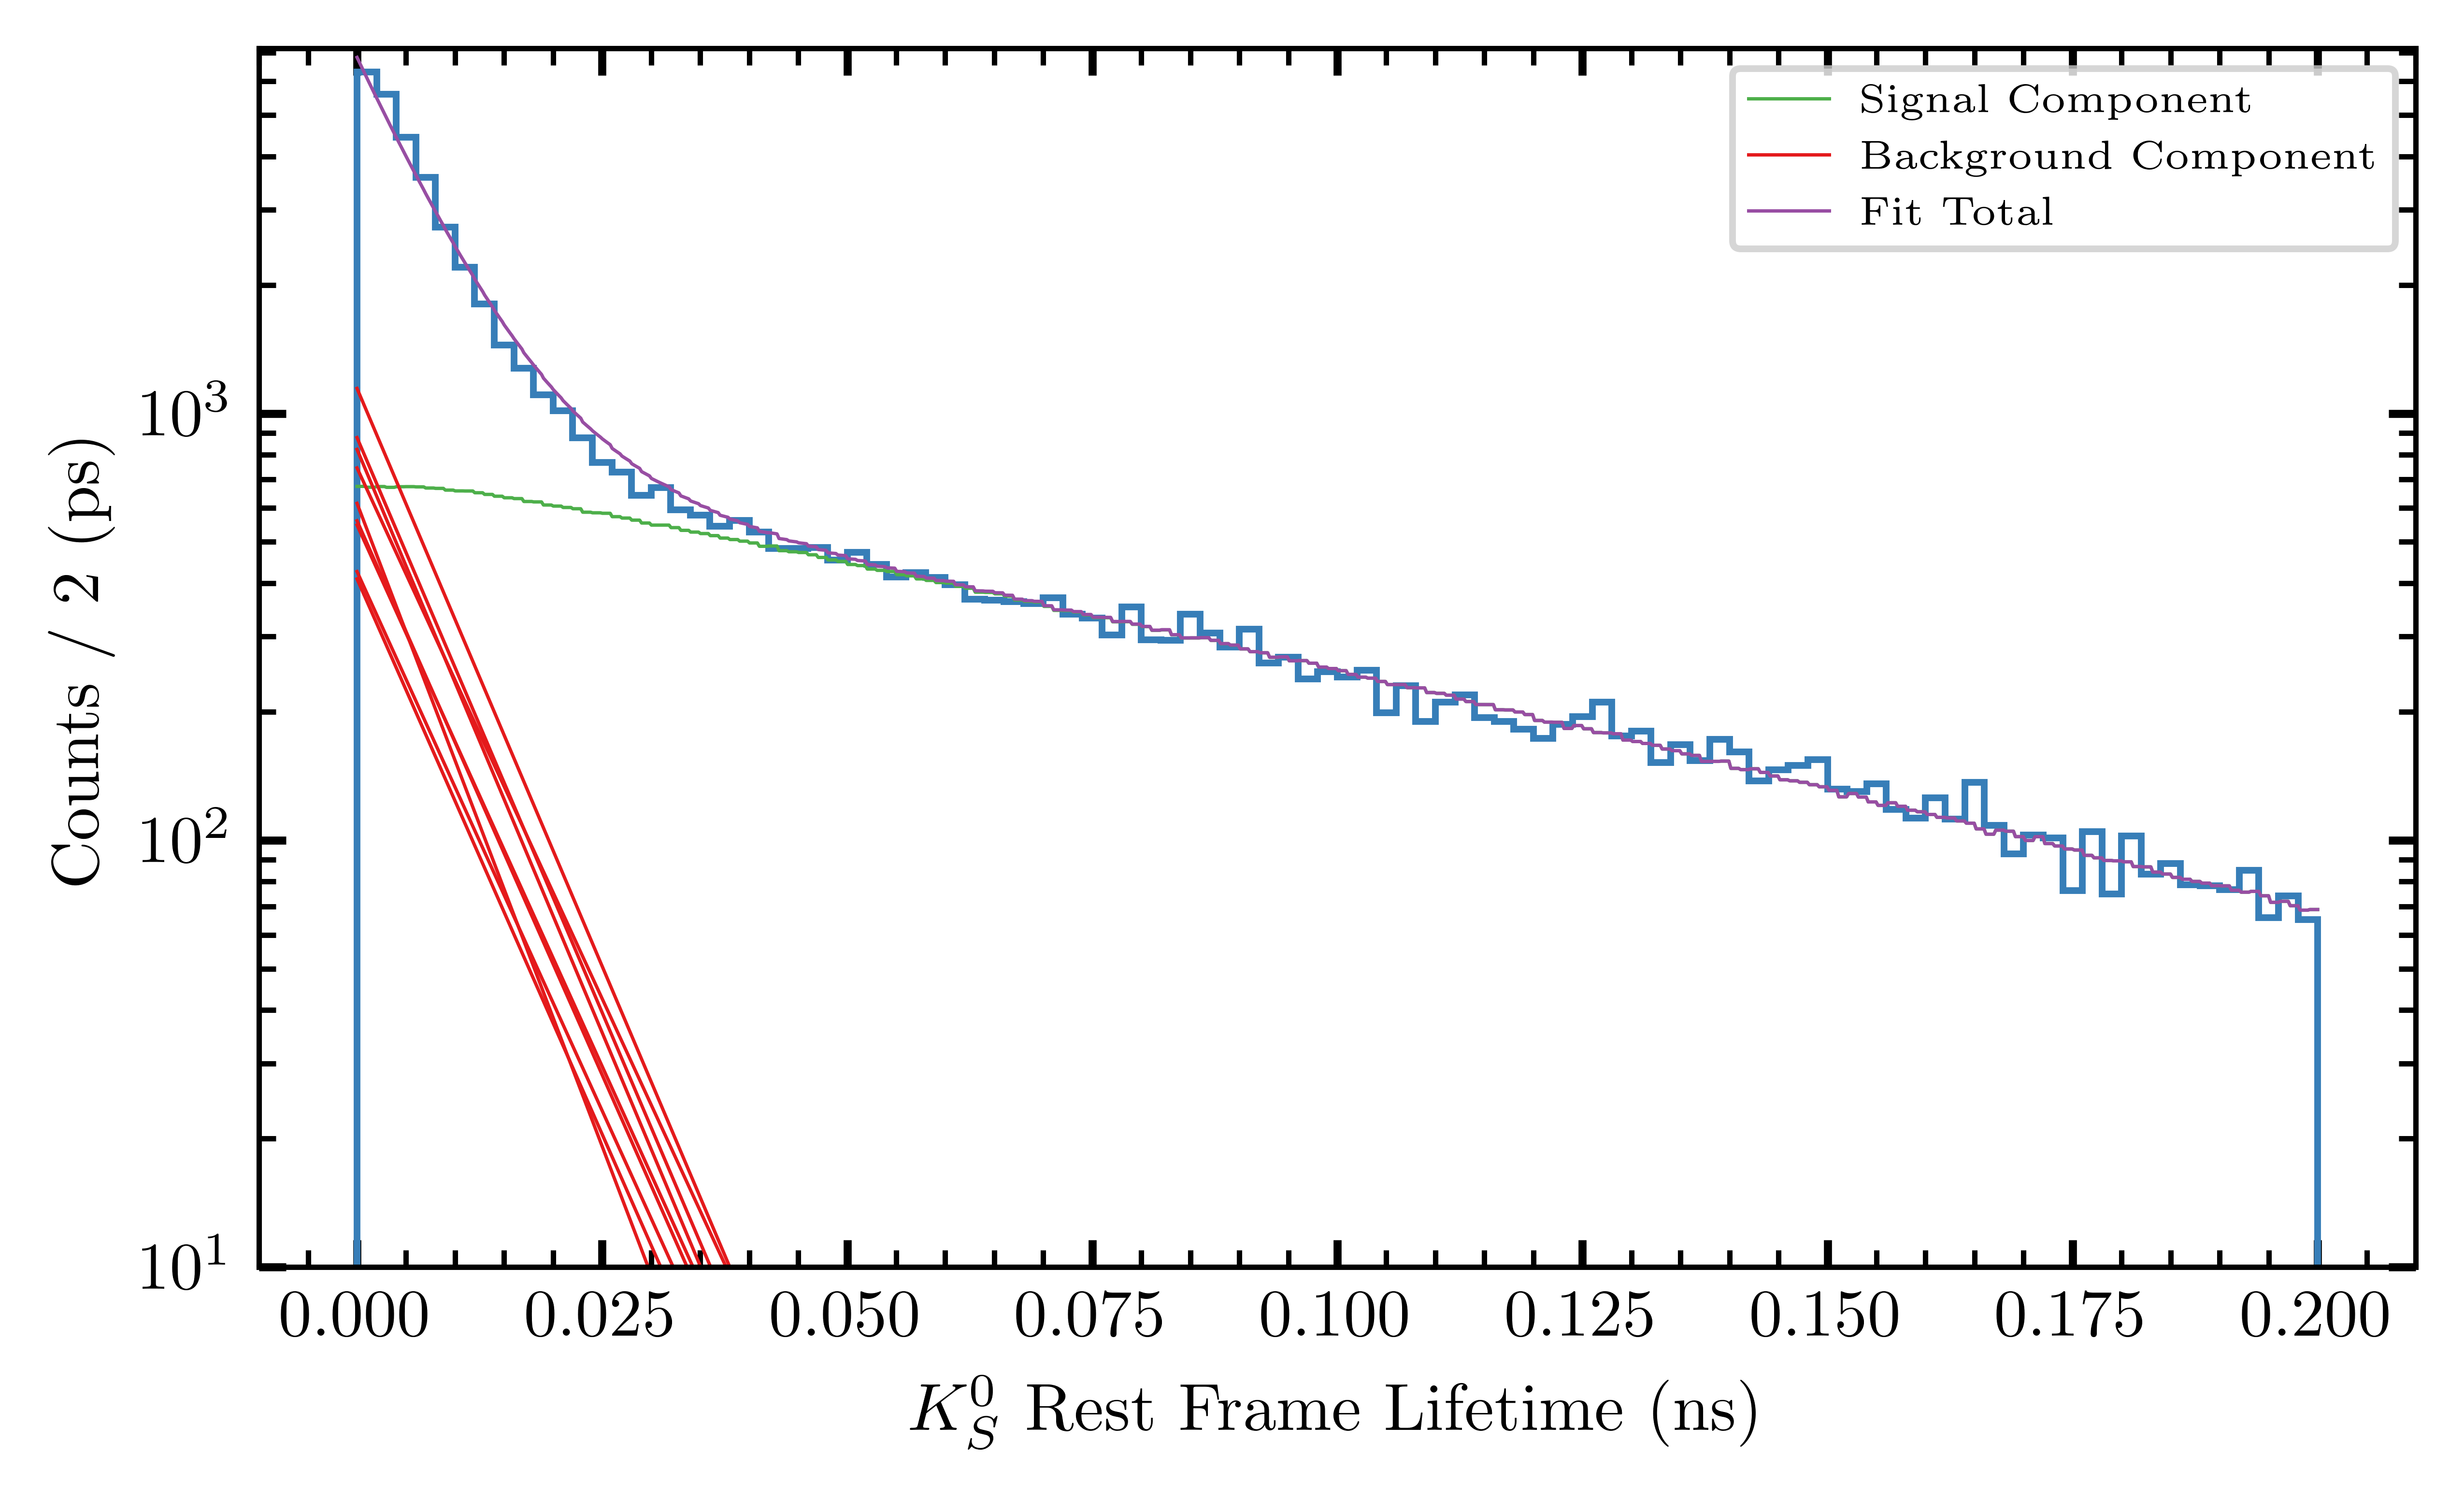 Signal Component
Background Component
Fit Total
Counts / 2 (ps)
10³
10²
10¹
0.000 0.025 0.050 0.075 0.100 0.125 0.150 0.175 0.200
K⁰_S Rest Frame Lifetime (ns)